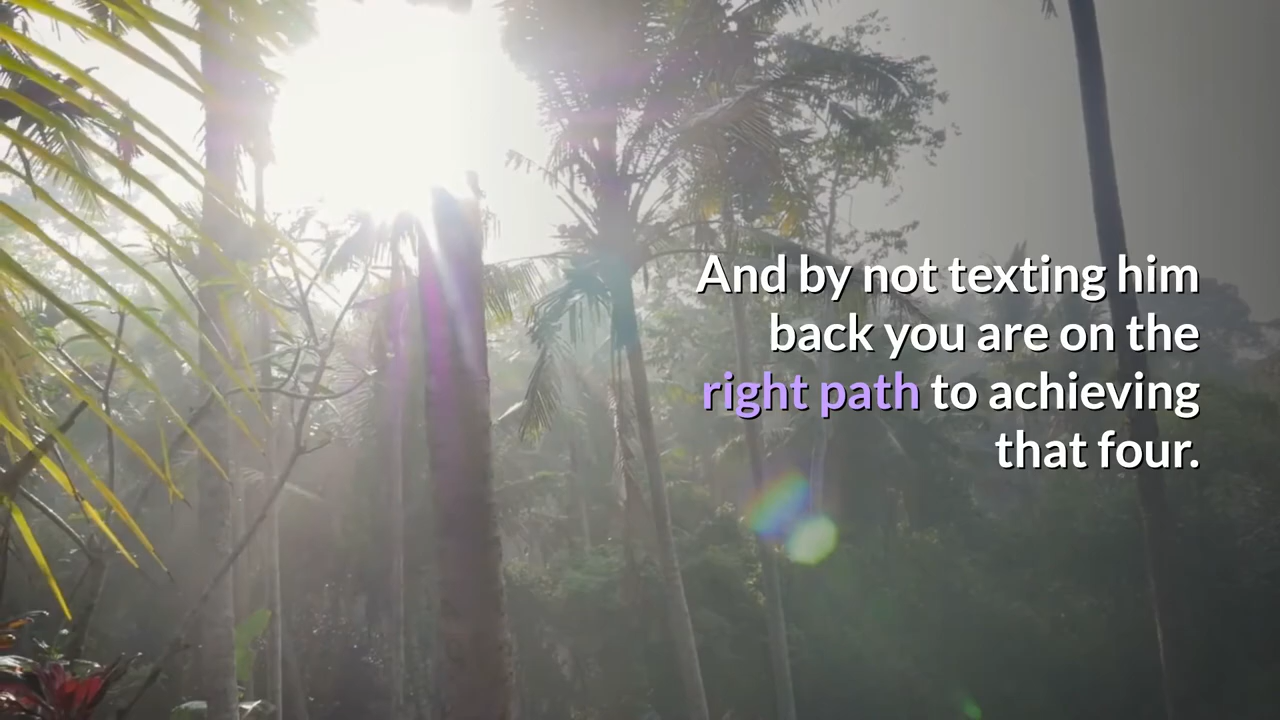 And by not texting him
back you are on the
right path to achieving
that four.